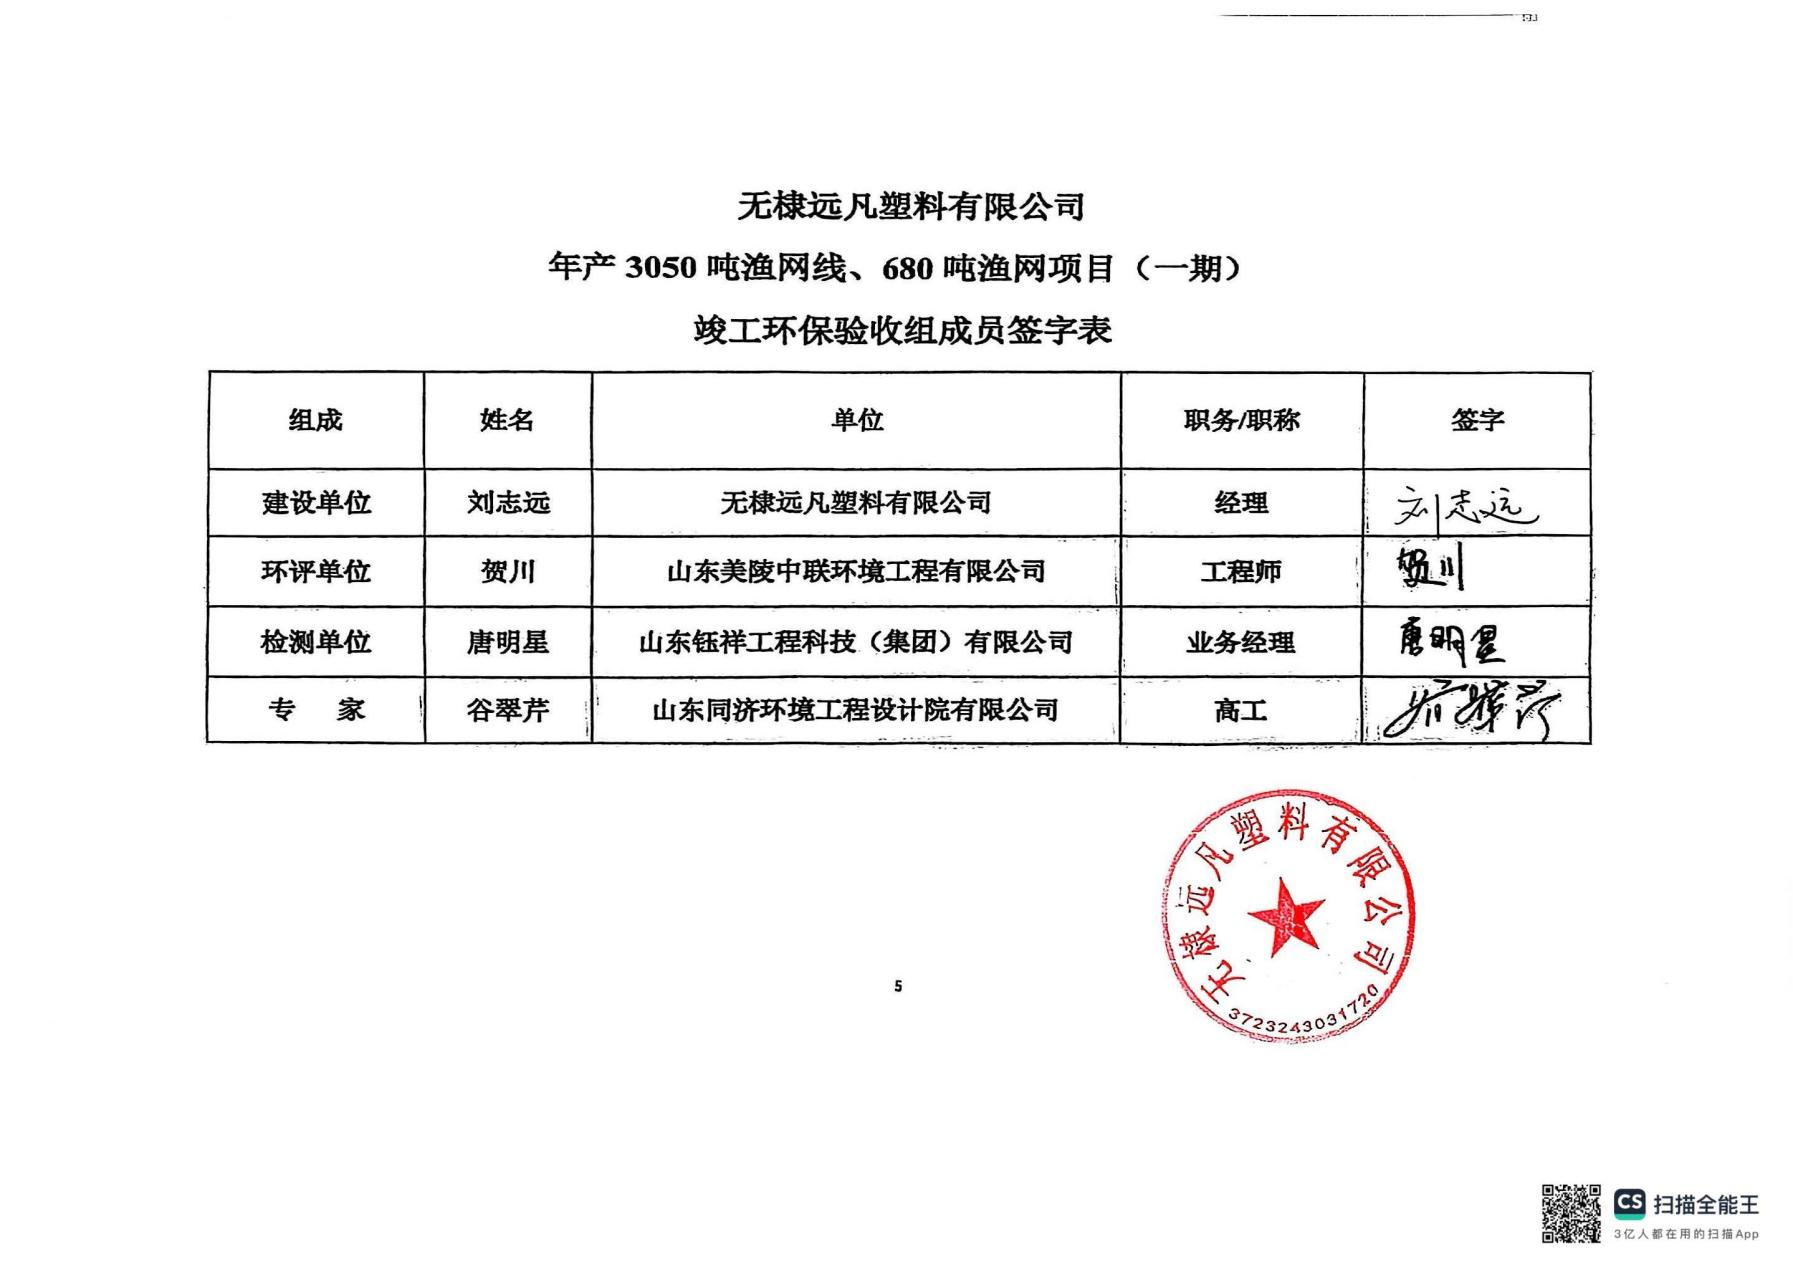 无棣远凡塑料有限公司
年产 3050 吨渔网线、680 吨渔网项目（一期）
竣工环保验收组成员签字表
组成 姓名 单位 职务/职称 签字
建设单位 刘志远 无棣远凡塑料有限公司 经理 刘志远
环评单位 贺川 山东美陵中联环境工程有限公司 工程师 贺川
检测单位 唐明星 山东钰祥工程科技（集团）有限公司 业务经理 唐明星
专 家 谷翠芹 山东同济环境工程设计院有限公司 高工
无棣远凡塑料有限公司
3723243031720
5
CS 扫描全能王
3亿人都在用的扫描App